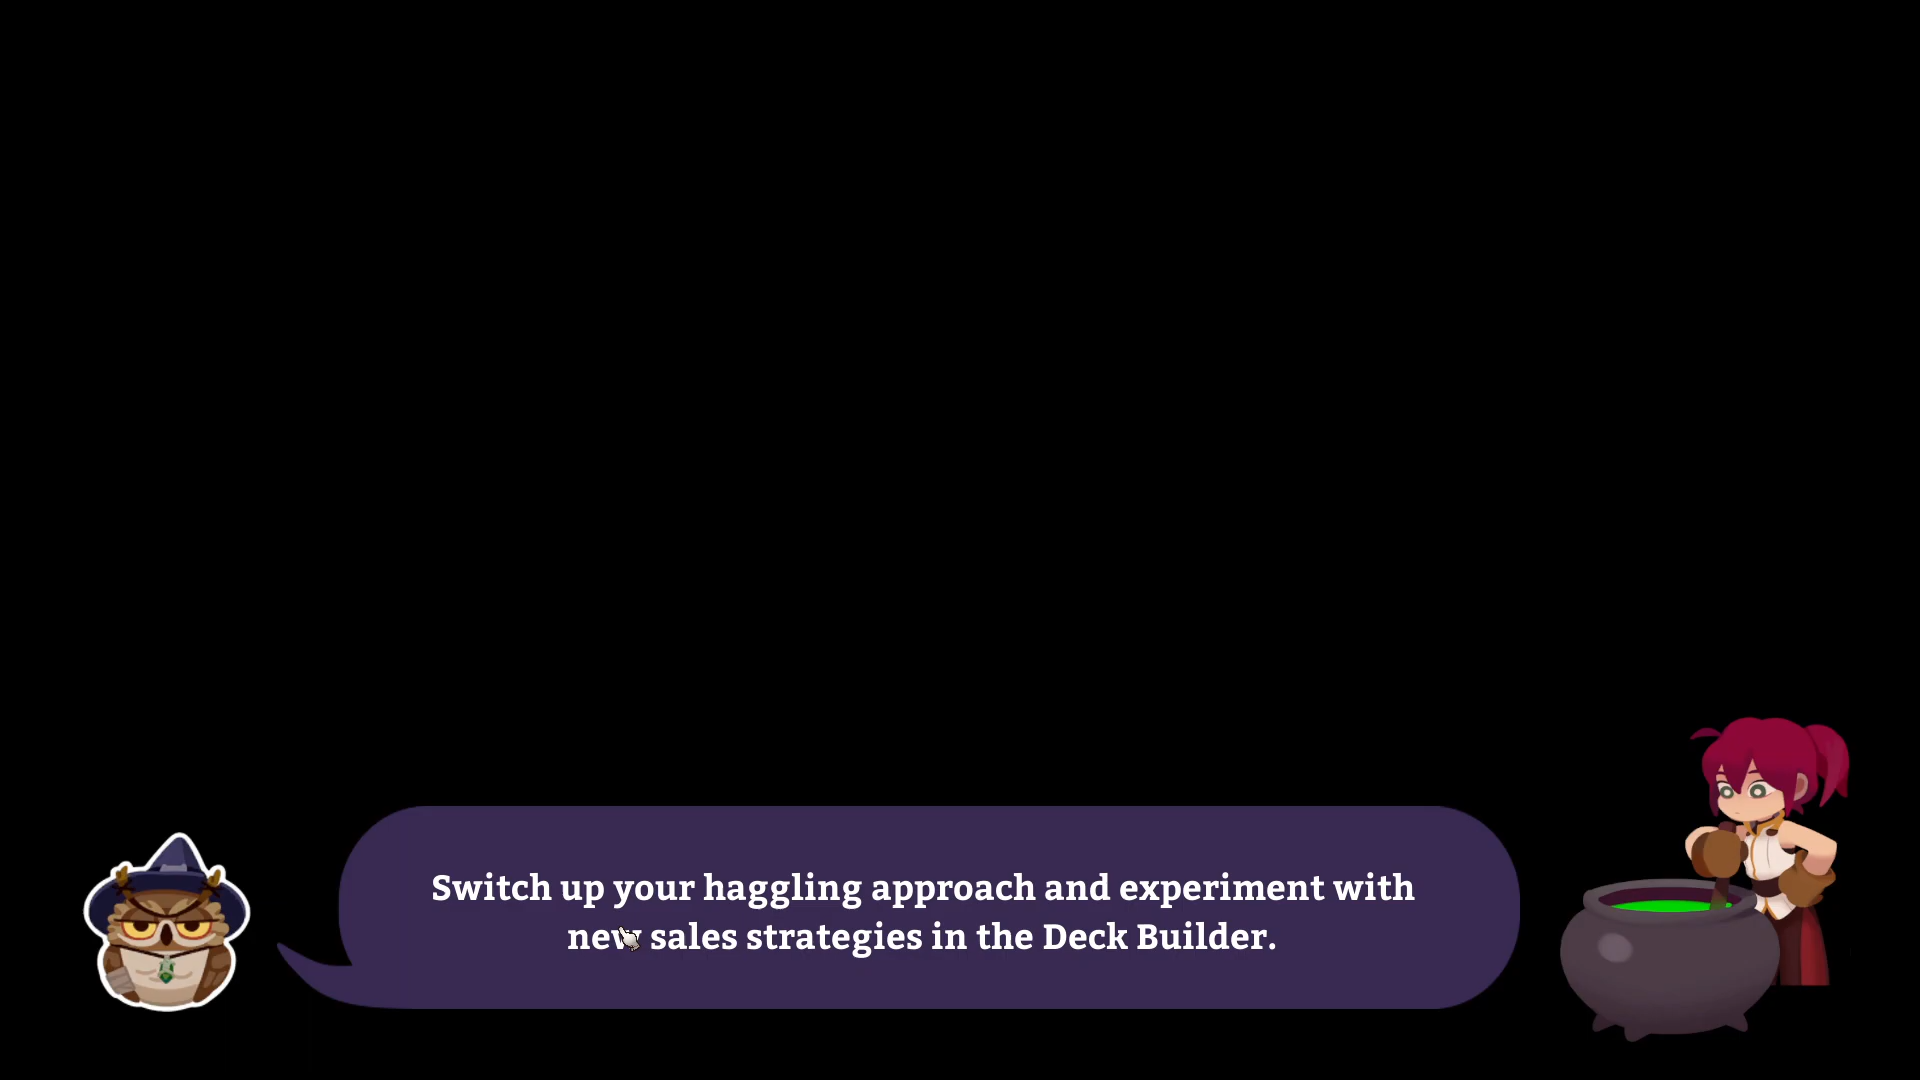 Switch up your haggling approach and experiment with
new sales strategies in the Deck Builder.